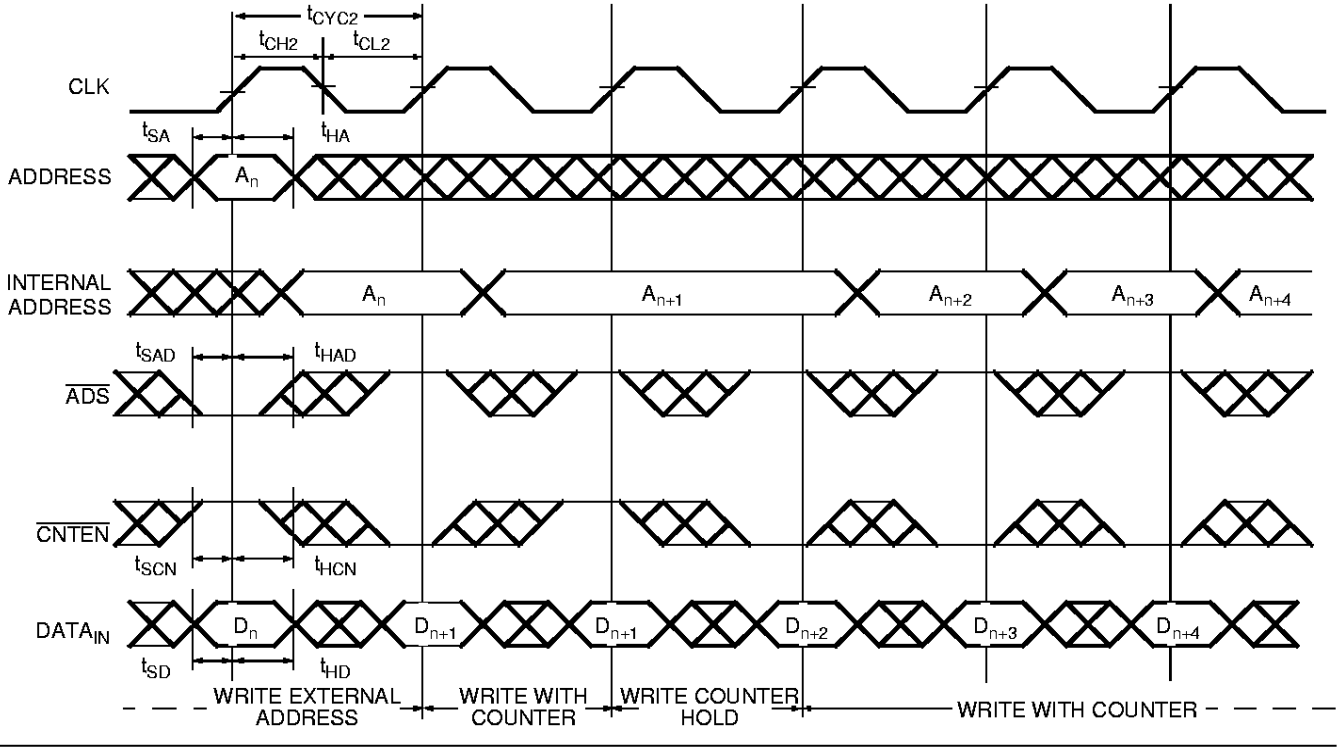 tCYC2
tCH2 tCL2
CLK
tSA tHA
ADDRESS An
INTERNAL ADDRESS An An+1 An+2 An+3 An+4
tSAD tHAD
ADS
CNTEN
tSCN tHCN
DATAIN Dn Dn+1 Dn+1 Dn+2 Dn+3 Dn+4
tSD tHD
WRITE EXTERNAL
ADDRESS
WRITE WITH
COUNTER
WRITE COUNTER
HOLD
WRITE WITH COUNTER